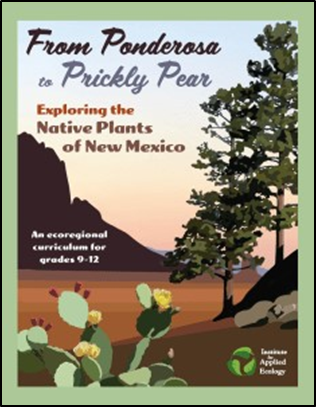 From Ponderosa
to Prickly Pear
Exploring the
Native Plants
of New Mexico
An ecoregional
curriculum for
grades 9-12
Institute
for Applied
Ecology